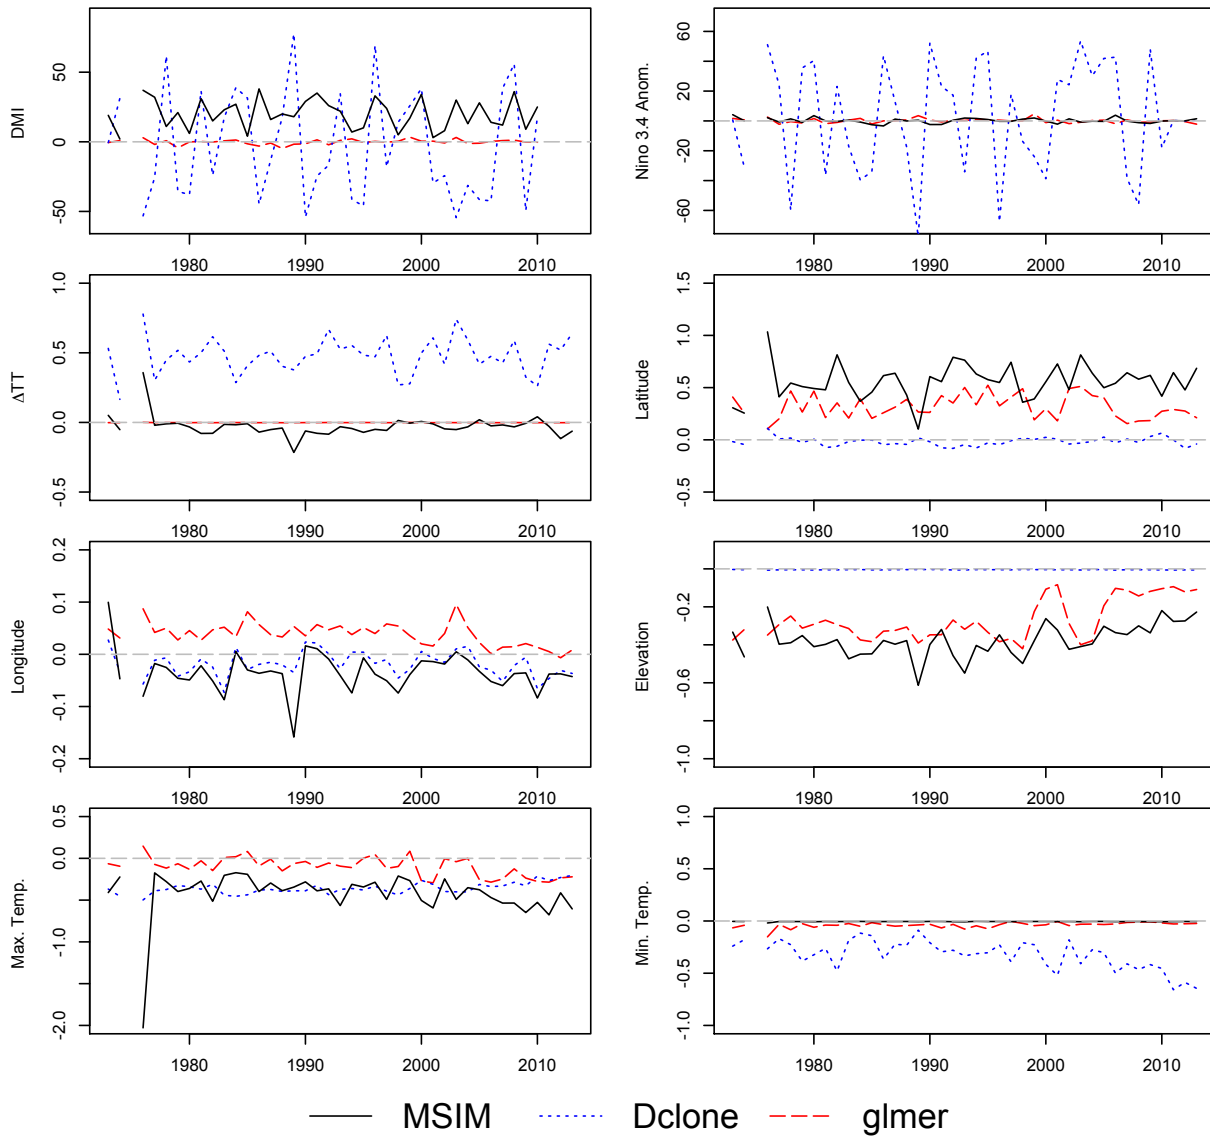 DMI
50
0
-50
1980 1990 2000 2010
Nino 3.4 Anom.
60
20
-20
-60
1980 1990 2000 2010
ΔTT
1.0
0.5
0.0
-0.5
1980 1990 2000 2010
Latitude
1.5
1.0
0.5
0.0
-0.5
1980 1990 2000 2010
Longitude
0.2
0.1
0.0
-0.1
-0.2
1980 1990 2000 2010
Elevation
-0.2
-0.6
-1.0
1980 1990 2000 2010
Max. Temp.
0.5
0.0
-1.0
-2.0
1980 1990 2000 2010
Min. Temp.
1.0
0.5
0.0
-0.5
-1.0
1980 1990 2000 2010
MSIM Dclone glmer